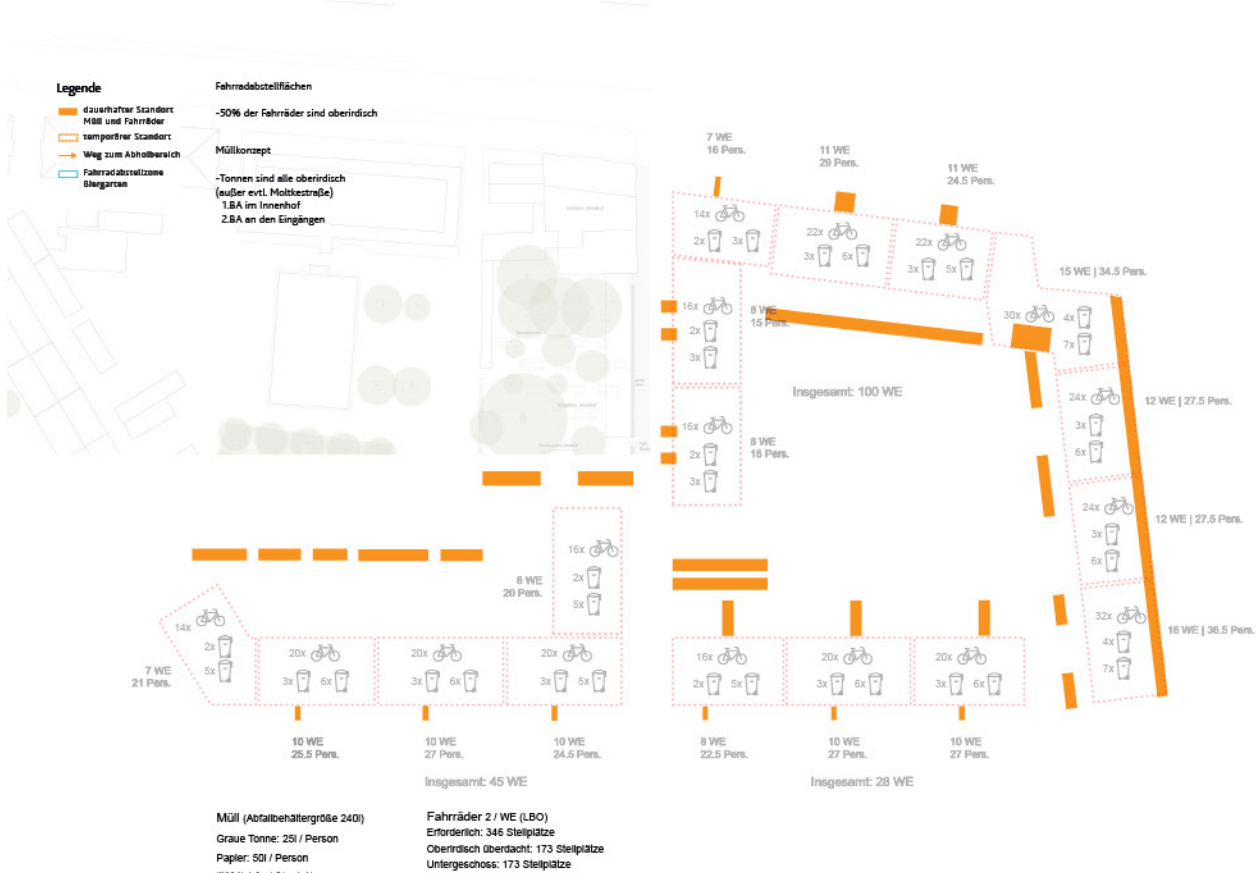 Legende
dauerhafter Standort
Müll und Fahrräder
temporärer Standort
Weg zum Abholbereich
Fahrradabstellzone
Biergarten
Fahrradabstellflächen
-50% der Fahrräder sind oberirdisch
Müllkonzept
-Tonnen sind alle oberirdisch
(außer evtl. Moltkestraße)
1.BA im Innenhof
2.BA an den Eingängen
7 WE
16 Pers.
11 WE
29 Pers.
11 WE
24.5 Pers.
14x
2x 3x
22x
3x 6x
22x
3x 5x
15 WE | 34.5 Pers.
30x 4x
7x
16x
2x
3x
8 WE
15 Pers.
Insgesamt: 100 WE
24x
3x
6x
12 WE | 27.5 Pers.
16x
2x
3x
8 WE
16 Pers.
24x
3x
6x
12 WE | 27.5 Pers.
16x
2x
5x
8 WE
20 Pers.
32x
4x
7x
16 WE | 36.5 Pers.
14x
2x
5x
7 WE
21 Pers.
20x
3x 6x
20x
3x 6x
20x
3x 5x
16x
2x 5x
20x
3x 6x
20x
3x 6x
10 WE
25.5 Pers.
10 WE
27 Pers.
10 WE
24.5 Pers.
8 WE
22.5 Pers.
10 WE
27 Pers.
10 WE
27 Pers.
Insgesamt: 45 WE
Insgesamt: 28 WE
Müll (Abfallbehältergröße 240l)
Graue Tonne: 25l / Person
Papier: 50l / Person
Fahrräder 2 / WE (LBO)
Erforderlich: 346 Stellplätze
Oberirdisch überdacht: 173 Stellplätze
Untergeschoss: 173 Stellplätze